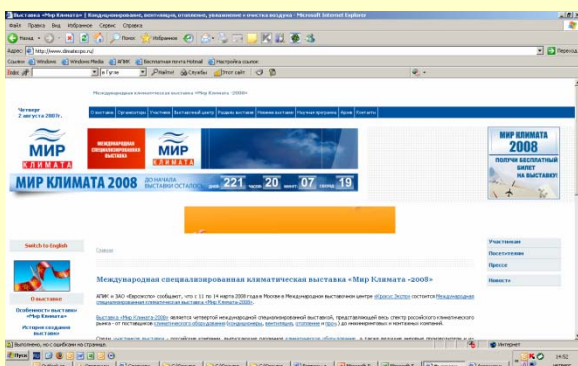 Выставка «Мир Климата» | Кондиционирование, вентиляция, отопление, увлажнение + очистка воздуха - Microsoft Internet Explorer
Файл Правка Вид Избранное Сервис Справка
Назад Поиск Избранное
Адрес: http://www.climatexpo.ru/ Переход
Ссылки Windows Windows Media АПИК Бесплатная почта Hotmail Настройка ссылок
Международная климатическая выставка «Мир Климата -2008»
Четверг
2 августа 2007г.
О выставке Организаторы Участники Выставочный центр Разделы выставки Новинки выставки Научная программа Архив Контакты
МИР
КЛИМАТА
МЕЖДУНАРОДНАЯ
СПЕЦИАЛИЗИРОВАННАЯ
ВЫСТАВКА
МИР
КЛИМАТА
МИР КЛИМАТА
2008
ПОЛУЧИ БЕСПЛАТНЫЙ
БИЛЕТ
НА ВЫСТАВКУ!
МИР КЛИМАТА 2008 ДО НАЧАЛА
ВЫСТАВКИ ОСТАЛОСЬ: дней 221 часов 20 минут 07 секунд 19
Switch to English
Главная
Участникам
Посетителям
Прессе
Новости
Международная специализированная климатическая выставка «Мир Климата -2008»
АПИК и ЗАО «Евроэкспо» сообщают, что с 11 по 14 марта 2008 года в Москве в Международном выставочном центре «Крокус Экспо» состоится Международная
специализированная климатическая выставка «Мир Климата-2008».
О выставке
Особенности выставки
«Мир Климата»
История создания
выставки
Выставка «Мир Климата-2008» является четвертой международной специализированной выставкой, представляющей весь спектр российского климатического
рынка - от поставщиков климатического оборудования (кондиционеры, вентиляция, отопление и проч.) до инжиниринговых и монтажных компаний.
Выполнено, но с ошибками на странице. Интернет
Пуск 14:52
четверг